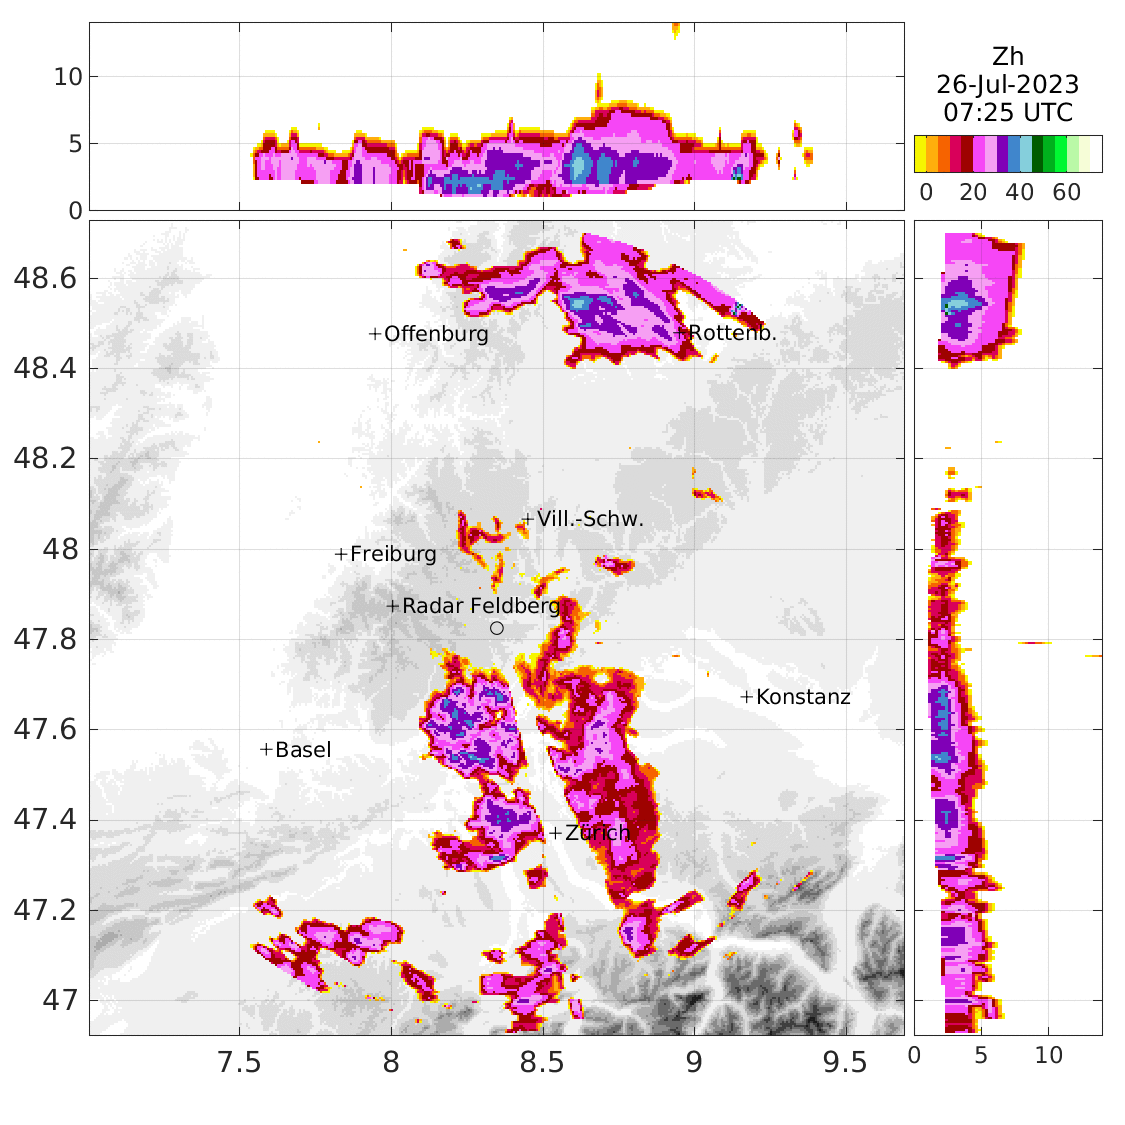 10
5
0
Zh
26-Jul-2023
07:25 UTC
0 20 40 60
48.6
48.4
48.2
48
47.8
47.6
47.4
47.2
47
+Offenburg
+Rottenb.
+Vill.-Schw.
+Freiburg
+Radar Feldberg
+Konstanz
+Basel
+Zürich
7.5 8 8.5 9 9.5
0 5 10